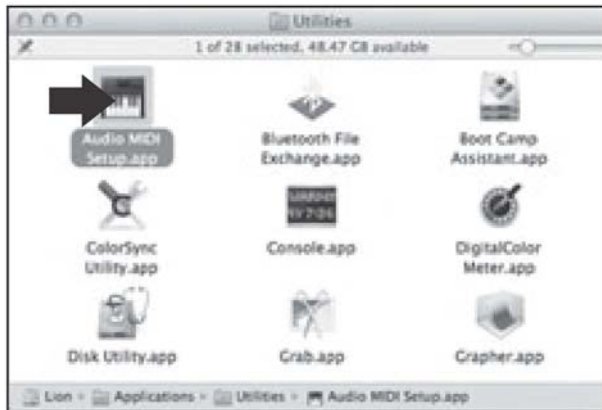 Utilities
1 of 28 selected, 48.47 GB available
Audio MIDI
Setup.app
Bluetooth File
Exchange.app
Boot Camp
Assistant.app
ColorSync
Utility.app
Console.app
DigitalColor
Meter.app
Disk Utility.app
Grab.app
Grapher.app
Lion Applications Utilities Audio MIDI Setup.app